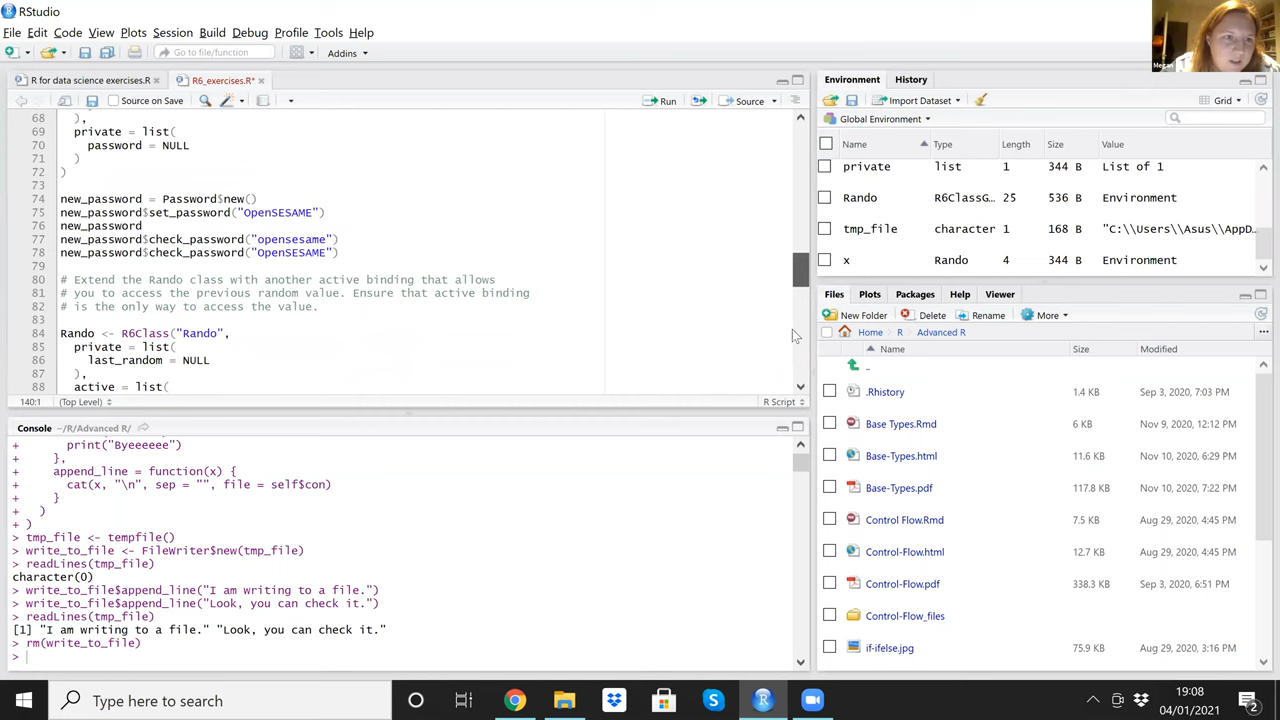 RStudio
File Edit Code View Plots Session Build Debug Profile Tools Help
Go to file/function Addins
R for data science exercises.R R6_exercises.R*
Source on Save Run Source
68 ),
69 private = list(
70 password = NULL
71 )
72 )
73
74 new_password = Password$new()
75 new_password$set_password("OpenSESAME")
76 new_password
77 new_password$check_password("opensesame")
78 new_password$check_password("OpenSESAME")
79
80 # Extend the Rando class with another active binding that allows
81 # you to access the previous random value. Ensure that active binding
82 # is the only way to access the value.
83
84 Rando <- R6Class("Rando",
85 private = list(
86 last_random = NULL
87 ),
88 active = list(
140:1 (Top Level) R Script
Console ~/R/Advanced R/
+ print("Byeeeeee")
+ },
+ append_line = function(x) {
+ cat(x, "\n", sep = "", file = self$con)
+ }
+ )
+ )
> tmp_file <- tempfile()
> write_to_file <- FileWriter$new(tmp_file)
> readLines(tmp_file)
character(0)
> write_to_file$append_line("I am writing to a file.")
> write_to_file$append_line("Look, you can check it.")
> readLines(tmp_file)
[1] "I am writing to a file." "Look, you can check it."
> rm(write_to_file)
>
Megan
Environment History
Import Dataset Grid
Global Environment
Name Type Length Size Value
private list 1 344 B List of 1
Rando R6ClassG… 25 536 B Environment
tmp_file character 1 168 B "C:\\Users\\Asus\\AppD…
x Rando 4 344 B Environment
Files Plots Packages Help Viewer
New Folder Delete Rename More
Home R Advanced R
Name Size Modified
..
.Rhistory 1.4 KB Sep 3, 2020, 7:03 PM
Base Types.Rmd 6 KB Nov 9, 2020, 12:12 PM
Base-Types.html 11.6 KB Nov 10, 2020, 6:29 PM
Base-Types.pdf 117.8 KB Nov 10, 2020, 7:22 PM
Control Flow.Rmd 7.5 KB Aug 29, 2020, 4:45 PM
Control-Flow.html 12.7 KB Aug 29, 2020, 4:45 PM
Control-Flow.pdf 338.3 KB Sep 3, 2020, 6:51 PM
Control-Flow_files
if-ifelse.jpg 75.9 KB Aug 29, 2020, 3:16 PM
Type here to search
19:08
04/01/2021
2